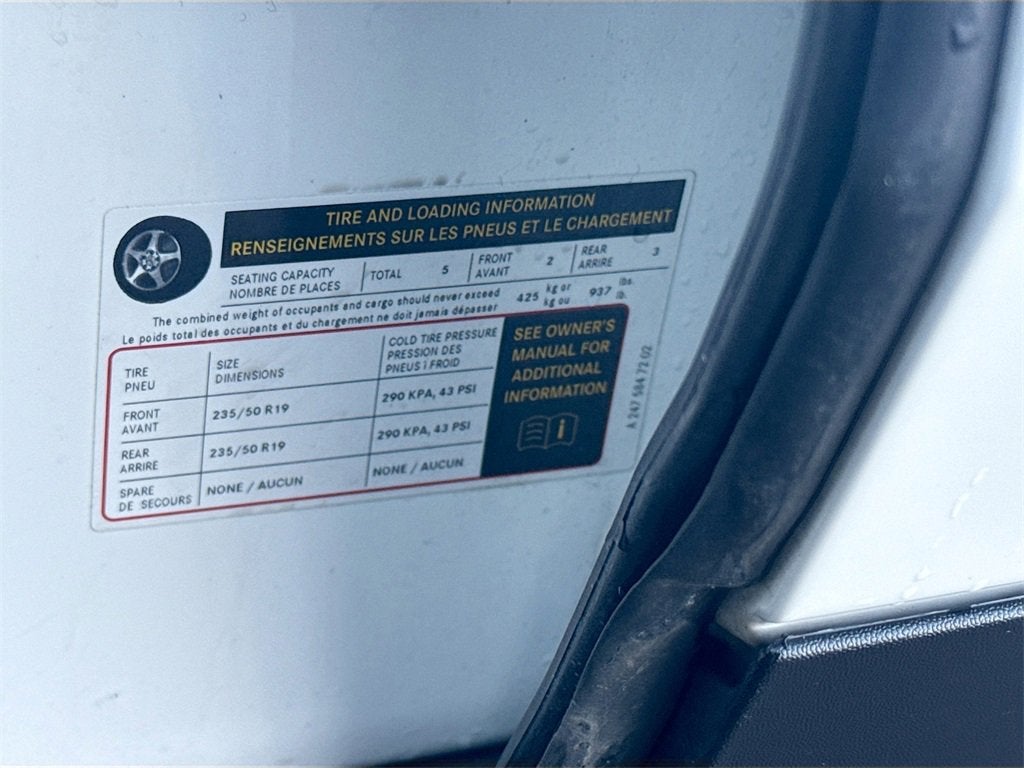 TIRE AND LOADING INFORMATION
RENSEIGNEMENTS SUR LES PNEUS ET LE CHARGEMENT
SEATING CAPACITY
NOMBRE DE PLACES
TOTAL 5
FRONT
AVANT
2
REAR
ARRIRE
3
The combined weight of occupants and cargo should never exceed 425 kg or 937 lbs.
Le poids total des occupants et du chargement ne doit jamais dépasser kg ou lb.
TIRE
PNEU
SIZE
DIMENSIONS
COLD TIRE PRESSURE
PRESSION DES
PNEUS À FROID
FRONT
AVANT
235/50 R19
290 KPA, 43 PSI
REAR
ARRIRE
235/50 R19
290 KPA, 43 PSI
SPARE
DE SECOURS
NONE / AUCUN
NONE / AUCUN
SEE OWNER'S
MANUAL FOR
ADDITIONAL
INFORMATION
A 247 584 72 02